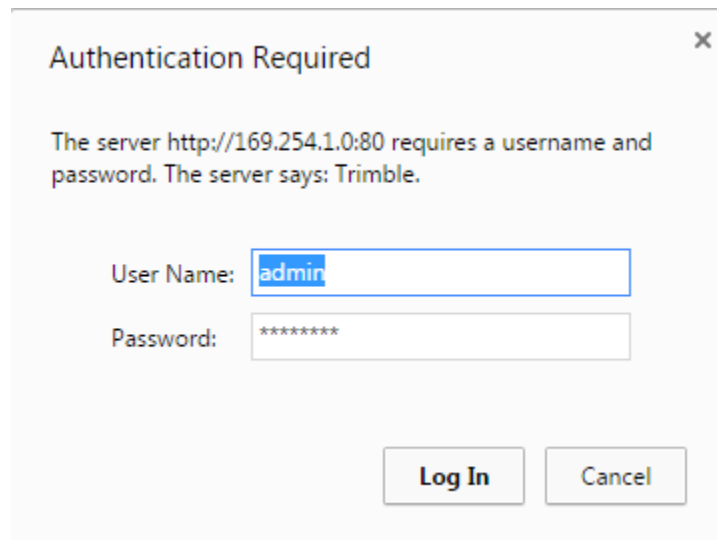 Authentication Required
The server http://169.254.1.0:80 requires a username and
password. The server says: Trimble.
User Name: admin
Password: ********
Log In Cancel